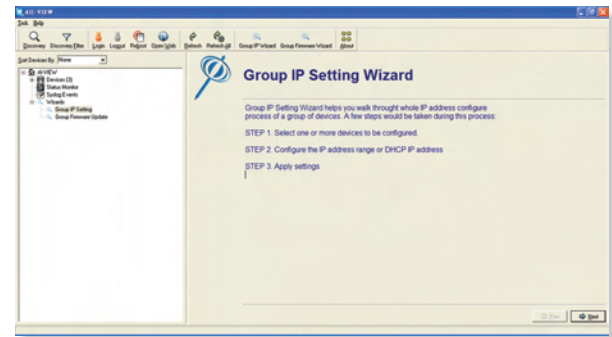 All-VIEW
Task Help
Discovery Discovery Filter Login Logout Reboot Open Web Refresh Refresh All Group IP Wizard Group Firmware Wizard About
Sort Devices By: None
AllVIEW
Devices (3)
Status Monitor
Syslog Events
Wizards
Group IP Setting
Group Firmware Update
Group IP Setting Wizard
Group IP Setting Wizard helps you walk throught whole IP address configure
process of a group of devices. A few steps would be taken during this process:
STEP 1. Select one or more devices to be configured.
STEP 2. Configure the IP address range or DHCP IP address
STEP 3. Apply settings
Prev Next